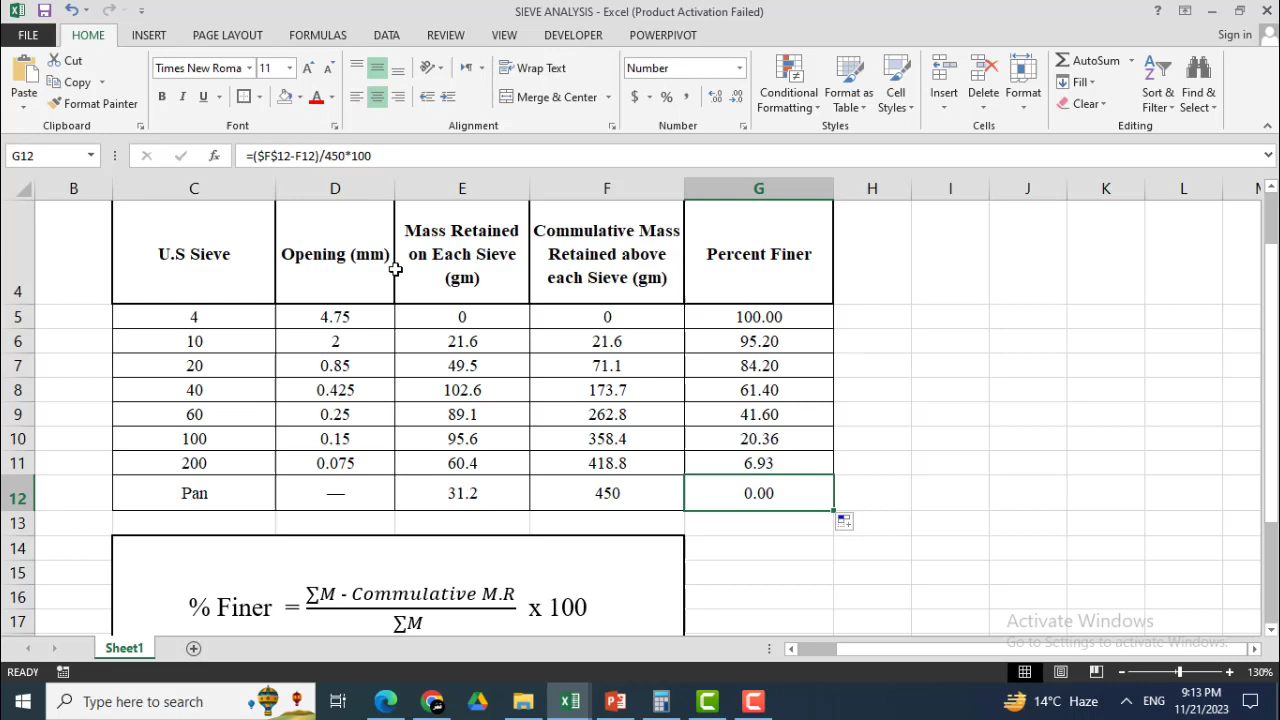 SIEVE ANALYSIS - Excel (Product Activation Failed)
FILE HOME INSERT PAGE LAYOUT FORMULAS DATA REVIEW VIEW DEVELOPER POWERPIVOT Sign in
Paste Cut Copy Format Painter Clipboard
Times New Roma 11 B I U A Font
Wrap Text Merge & Center Alignment
Number $ % , Number
Conditional Formatting Format as Table Cell Styles Styles
Insert Delete Format Cells
AutoSum Fill Clear Sort & Filter Find & Select Editing
G12 fx =($F$12-F12)/450*100
B C D E F G H I J K L
4 U.S Sieve Opening (mm) Mass Retained on Each Sieve (gm) Commulative Mass Retained above each Sieve (gm) Percent Finer
5 4 4.75 0 0 100.00
6 10 2 21.6 21.6 95.20
7 20 0.85 49.5 71.1 84.20
8 40 0.425 102.6 173.7 61.40
9 60 0.25 89.1 262.8 41.60
10 100 0.15 95.6 358.4 20.36
11 200 0.075 60.4 418.8 6.93
12 Pan — 31.2 450 0.00
13
14
15
16
17
% Finer = (∑M - Commulative M.R) / ∑M x 100
Activate Windows
Go to Settings to activate Windows.
Sheet1
READY 130%
Type here to search 14°C Haze ENG 9:13 PM
11/21/2023